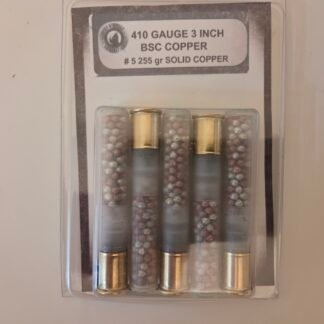 410 GAUGE 3 INCH
BSC COPPER
# 5 255 gr SOLID COPPER